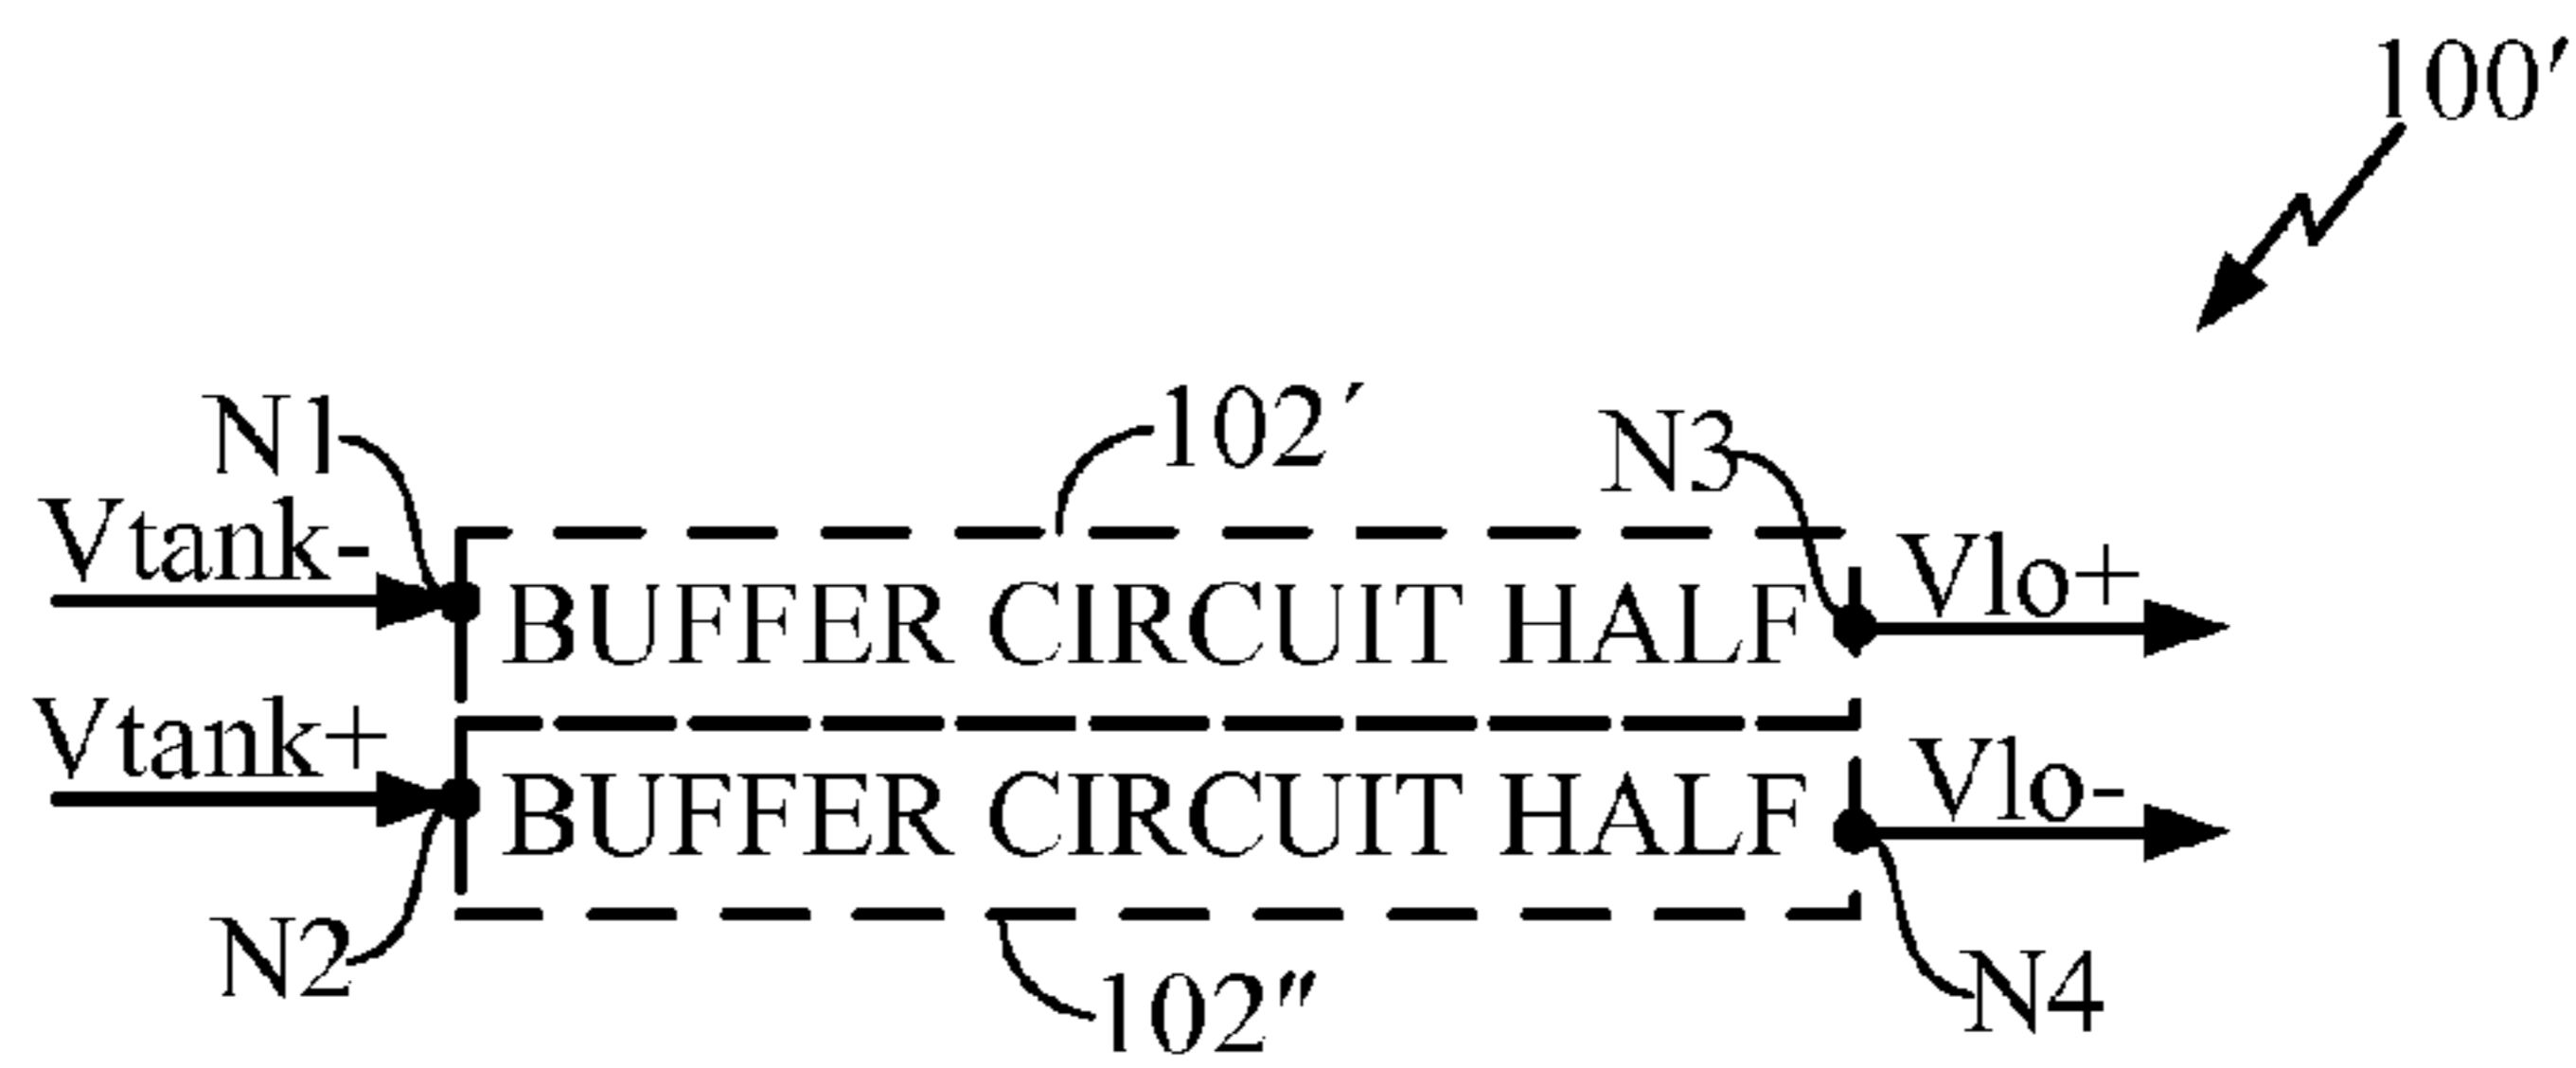 100′
N1
102′
N3
Vtank-
Vlo+
BUFFER CIRCUIT HALF
Vtank+
Vlo-
BUFFER CIRCUIT HALF
N2
102″
N4